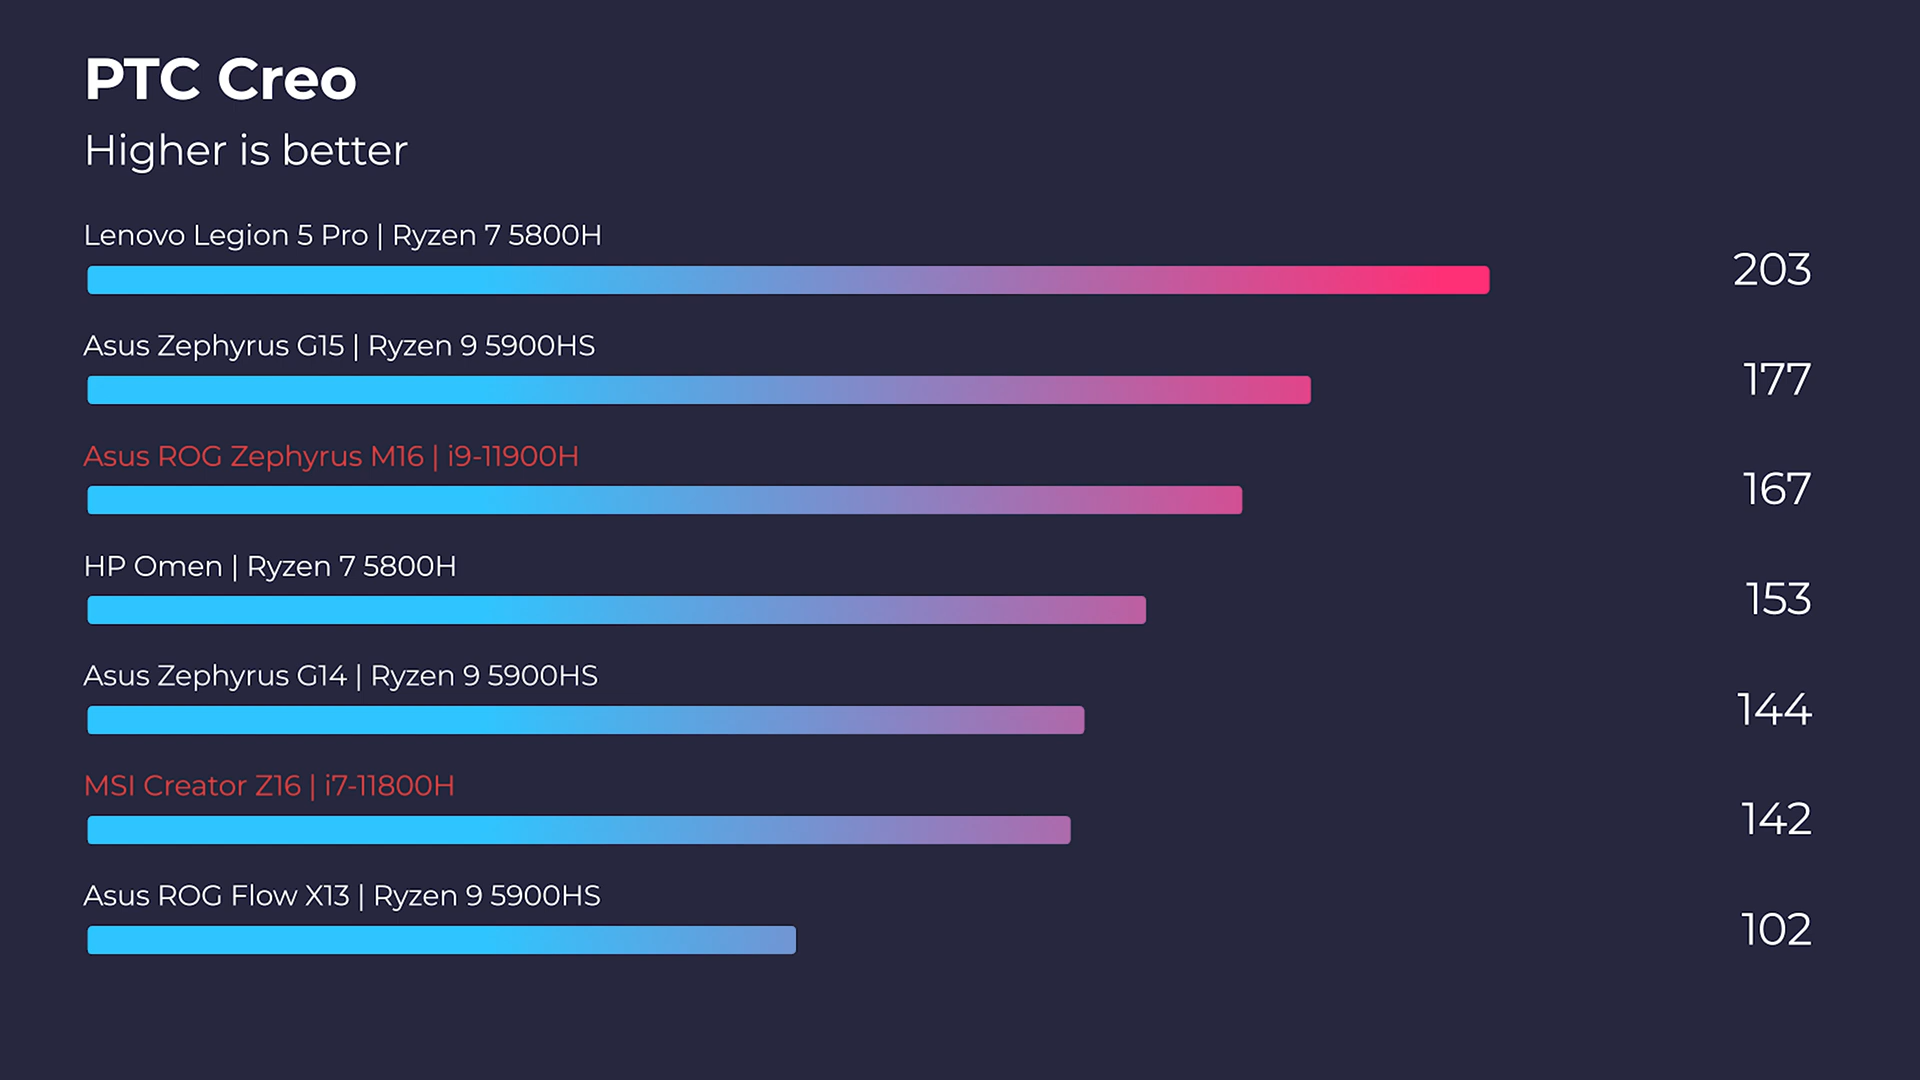 PTC Creo
Higher is better
Lenovo Legion 5 Pro | Ryzen 7 5800H
203
Asus Zephyrus G15 | Ryzen 9 5900HS
177
Asus ROG Zephyrus M16 | i9-11900H
167
HP Omen | Ryzen 7 5800H
153
Asus Zephyrus G14 | Ryzen 9 5900HS
144
MSI Creator Z16 | i7-11800H
142
Asus ROG Flow X13 | Ryzen 9 5900HS
102